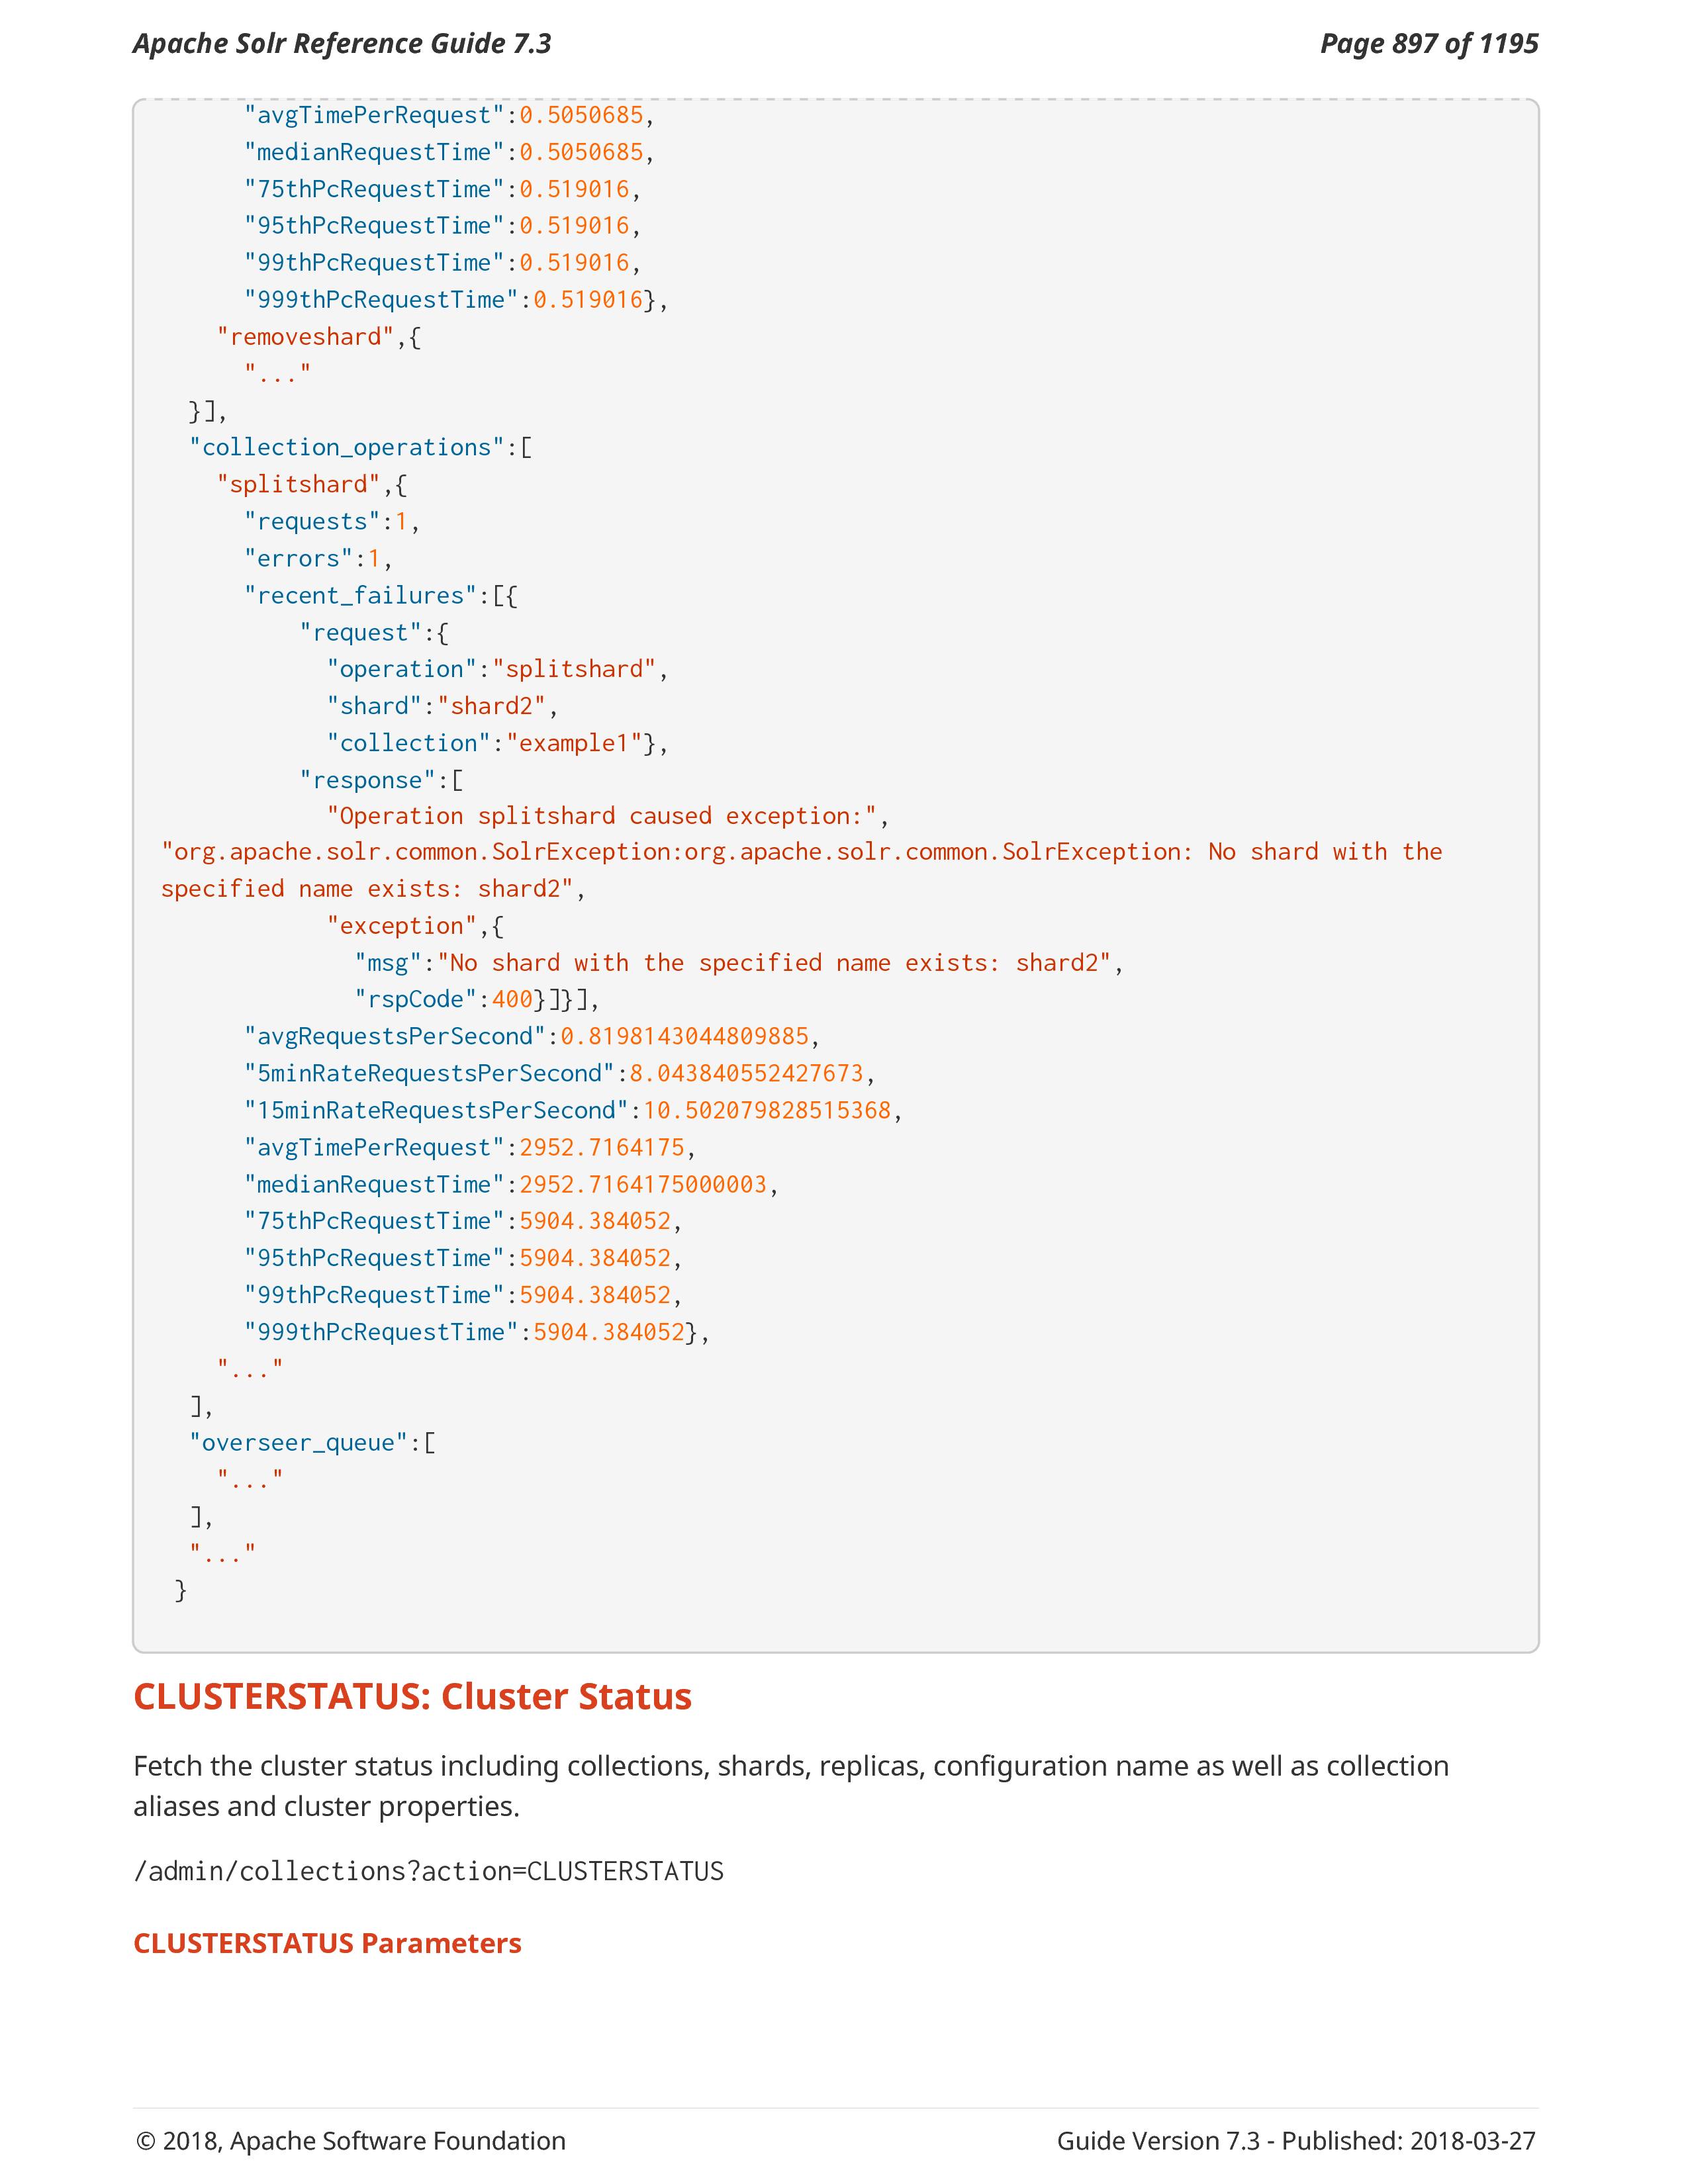 Apache Solr Reference Guide 7.3
Page 897 of 1195
"avgTimePerRequest":0.5050685,
"medianRequestTime":0.5050685,
"75thPcRequestTime":0.519016,
"95thPcRequestTime":0.519016,
"99thPcRequestTime":0.519016,
"999thPcRequestTime":0.519016},
"removeshard",{
"..."
}],
"collection_operations":[
"splitshard",{
"requests":1,
"errors":1,
"recent_failures":[{
"request":{
"operation":"splitshard",
"shard":"shard2",
"collection":"example1"},
"response":[
"Operation splitshard caused exception:",
"org.apache.solr.common.SolrException:org.apache.solr.common.SolrException: No shard with the
specified name exists: shard2",
"exception",{
"msg":"No shard with the specified name exists: shard2",
"rspCode":400}]}],
"avgRequestsPerSecond":0.8198143044809885,
"5minRateRequestsPerSecond":8.043840552427673,
"15minRateRequestsPerSecond":10.502079828515368,
"avgTimePerRequest":2952.7164175,
"medianRequestTime":2952.7164175000003,
"75thPcRequestTime":5904.384052,
"95thPcRequestTime":5904.384052,
"99thPcRequestTime":5904.384052,
"999thPcRequestTime":5904.384052},
"..."
],
"overseer_queue":[
"..."
],
"..."
}
CLUSTERSTATUS: Cluster Status
Fetch the cluster status including collections, shards, replicas, configuration name as well as collection
aliases and cluster properties.
/admin/collections?action=CLUSTERSTATUS
CLUSTERSTATUS Parameters
© 2018, Apache Software Foundation
Guide Version 7.3 - Published: 2018-03-27